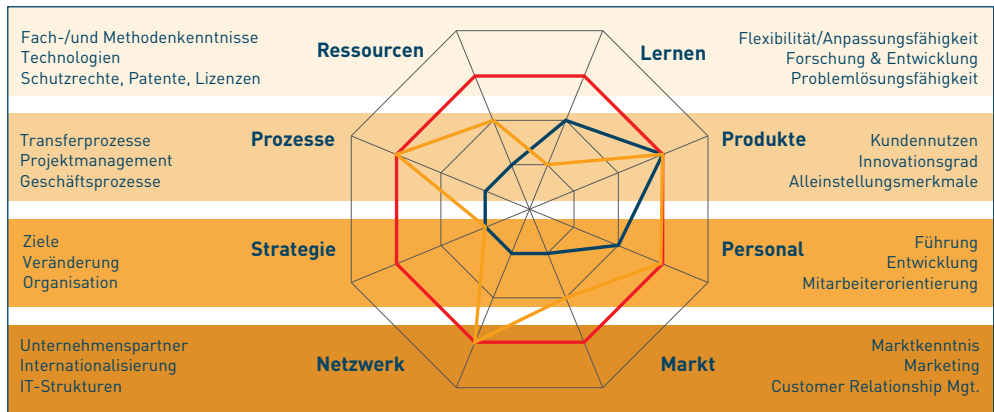 Fach-/und Methodenkenntnisse
Technologien
Schutzrechte, Patente, Lizenzen
Ressourcen
Lernen
Flexibilität/Anpassungsfähigkeit
Forschung & Entwicklung
Problemlösungsfähigkeit
Transferprozesse
Projektmanagement
Geschäftsprozesse
Prozesse
Produkte
Kundennutzen
Innovationsgrad
Alleinstellungsmerkmale
Ziele
Veränderung
Organisation
Strategie
Personal
Führung
Entwicklung
Mitarbeiterorientierung
Unternehmenspartner
Internationalisierung
IT-Strukturen
Netzwerk
Markt
Marktkenntnis
Marketing
Customer Relationship Mgt.